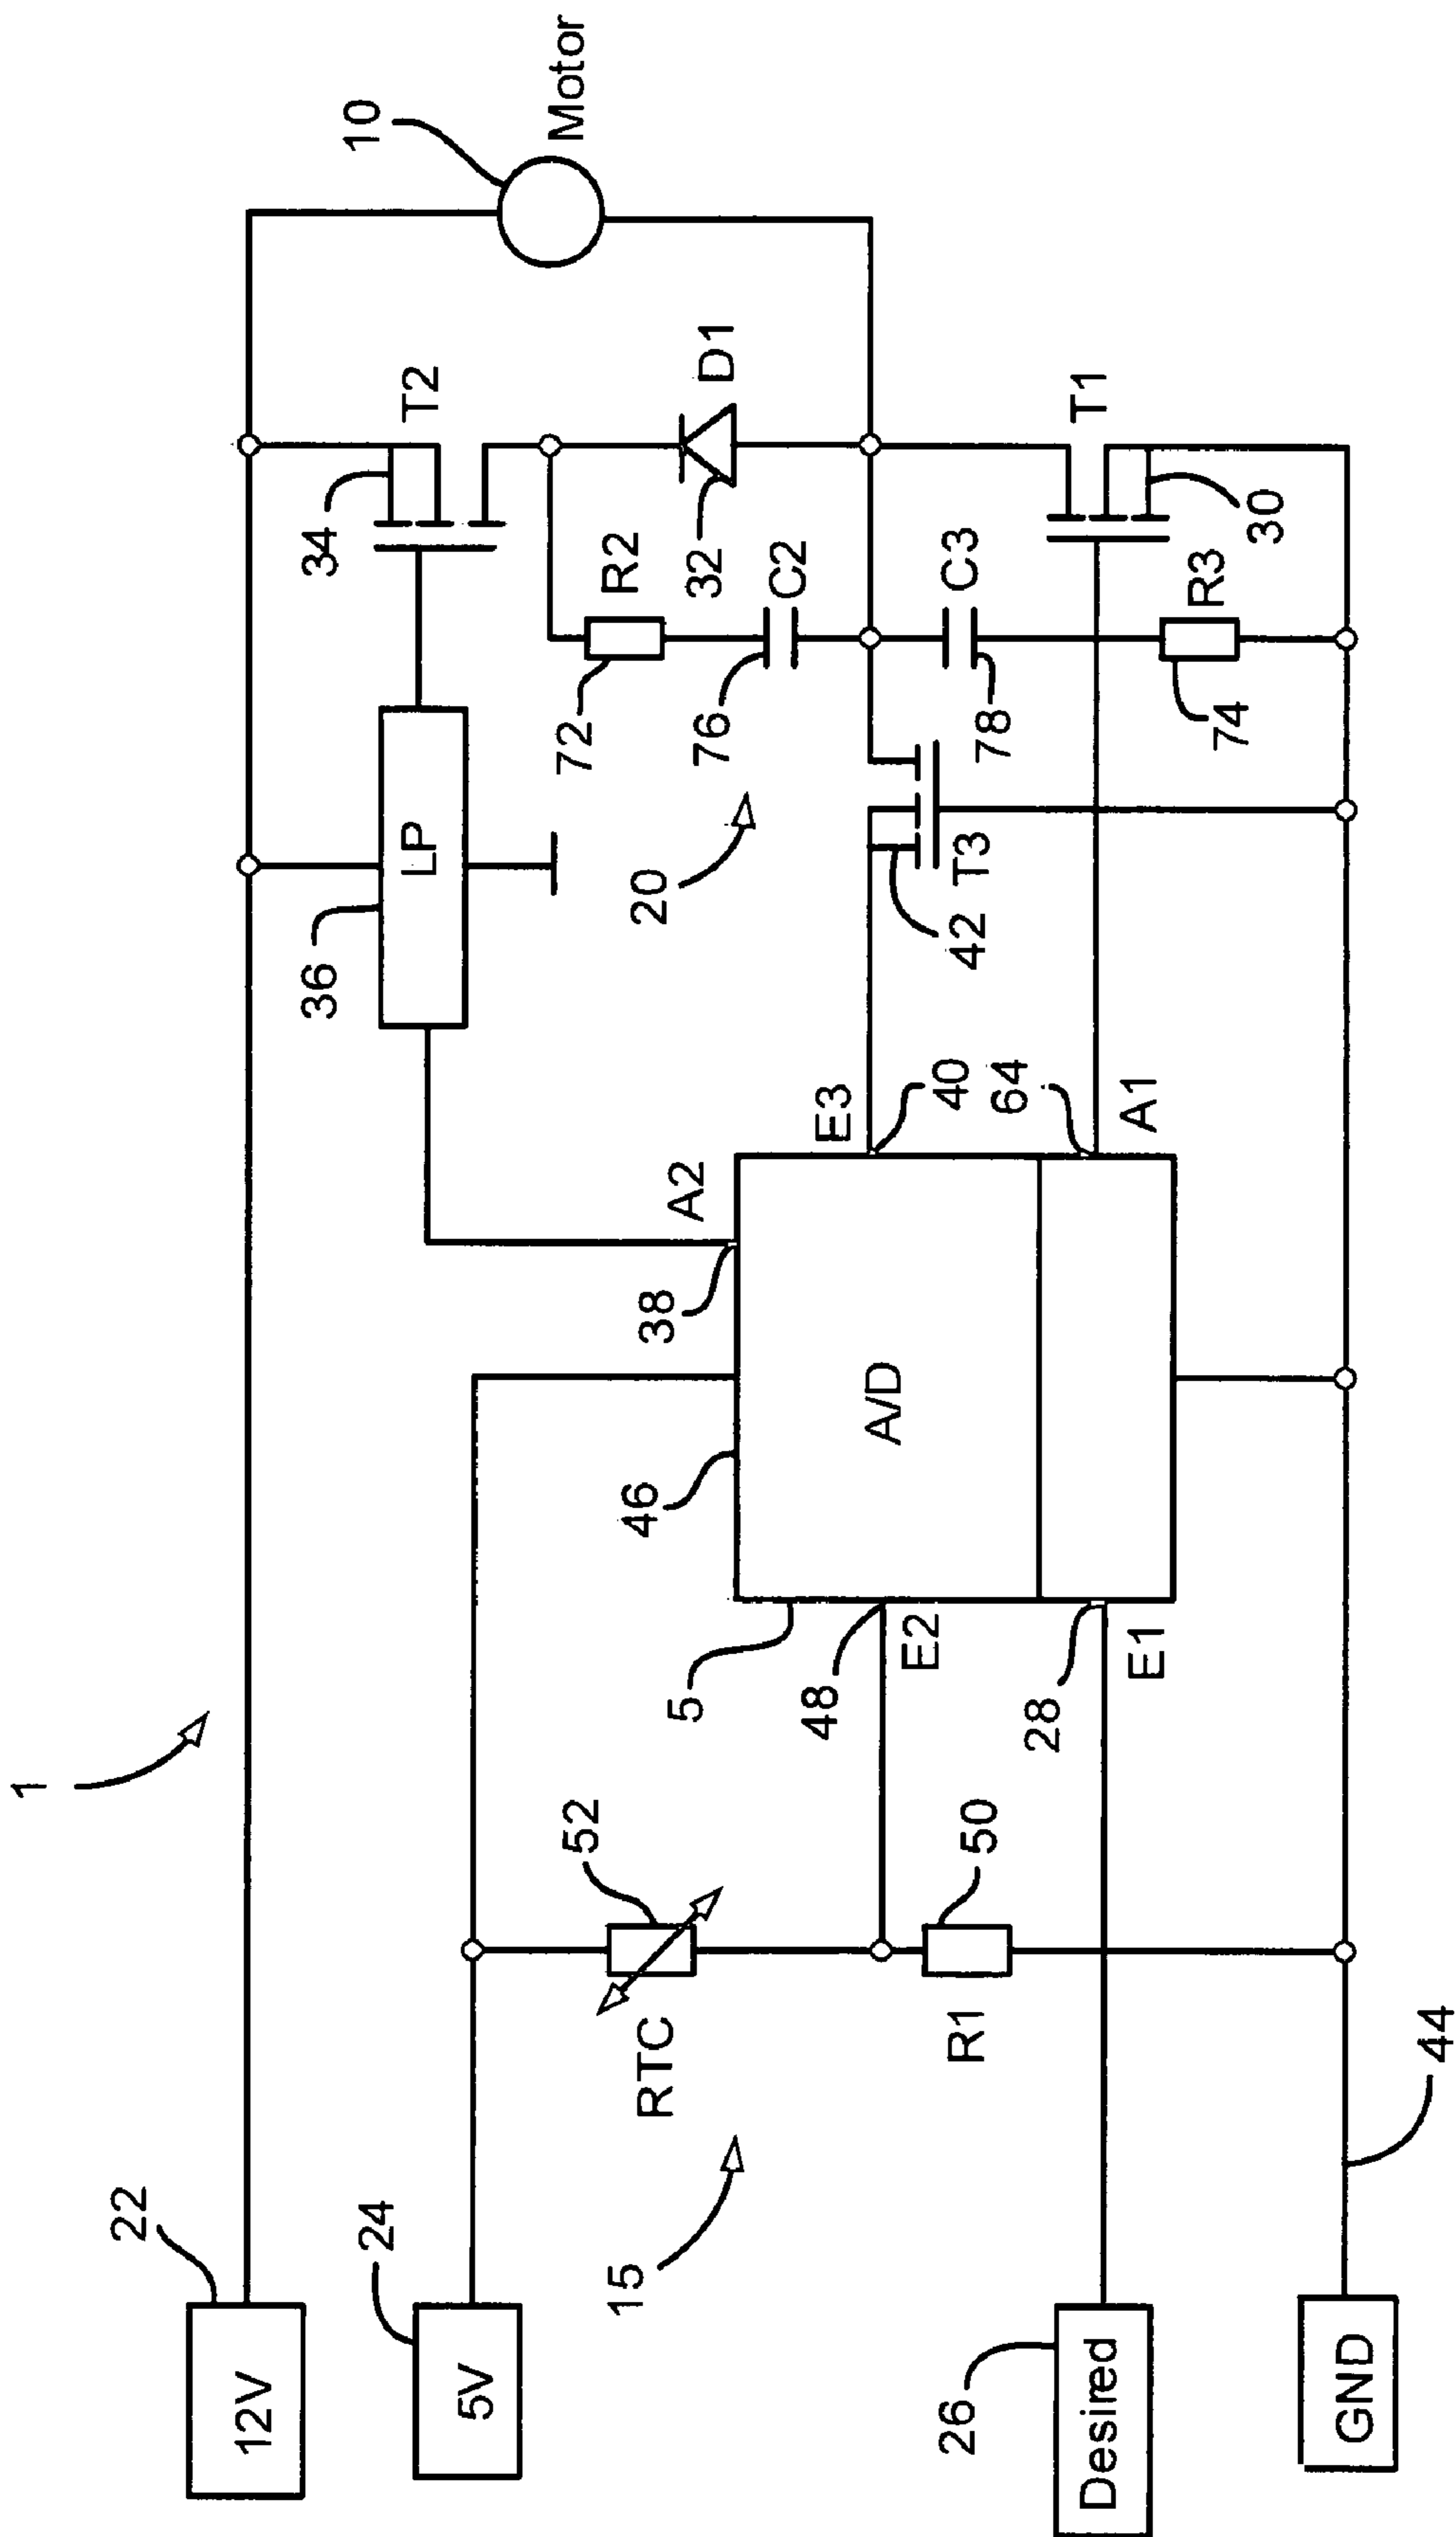 1
10
Motor
22
12V
24
5V
34
T2
36
LP
R2
72
D1
32
C2
76
20
42
T3
C3
78
T1
30
R3
74
E3
40
64
A1
A2
38
46
A/D
5
48
E2
28
E1
52
RTC
50
R1
15
26
Desired
44
GND